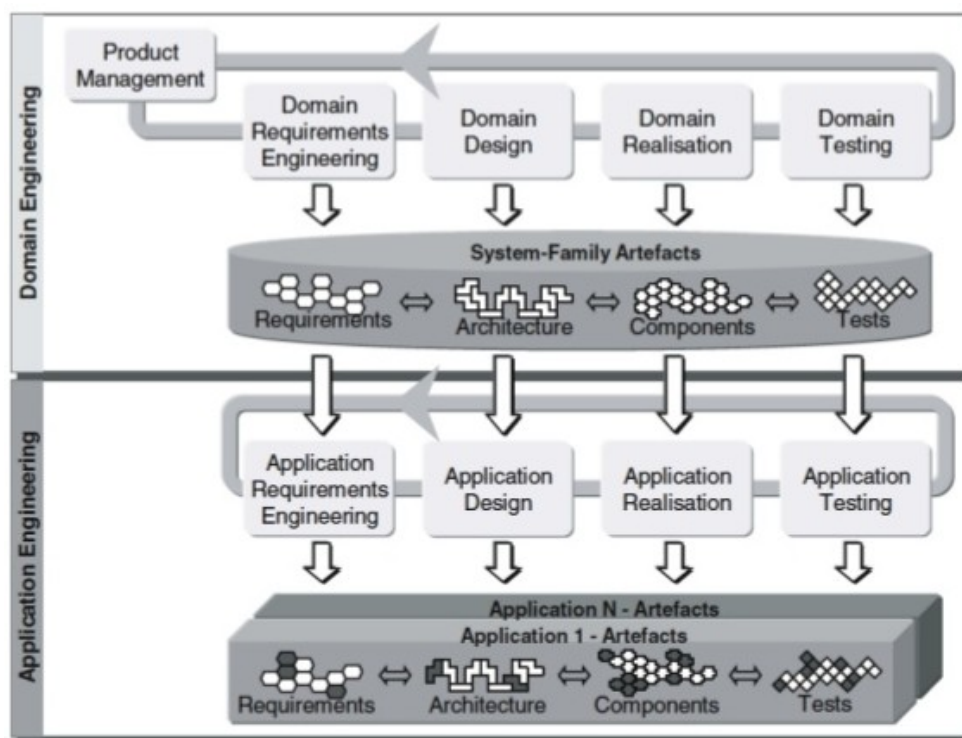 Domain Engineering
Product
Management
Domain
Requirements
Engineering
Domain
Design
Domain
Realisation
Domain
Testing
System-Family Artefacts
Requirements
Architecture
Components
Tests
Application Engineering
Application
Requirements
Engineering
Application
Design
Application
Realisation
Application
Testing
Application N - Artefacts
Application 1 - Artefacts
Requirements
Architecture
Components
Tests